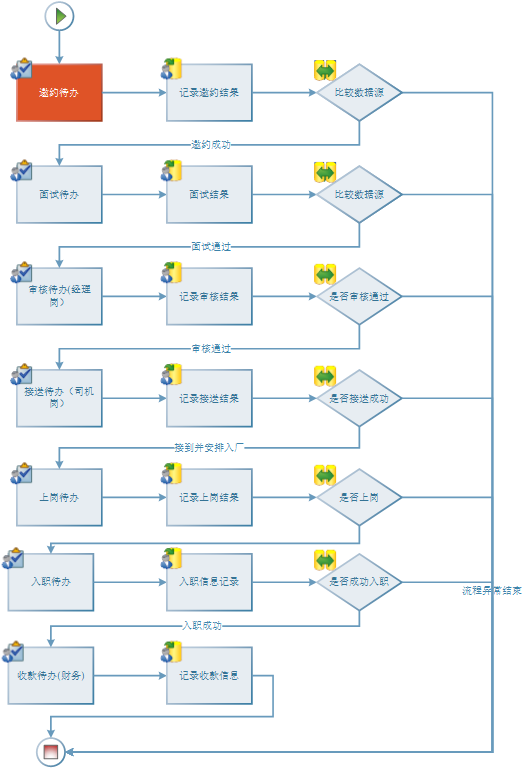 邀约待办
记录邀约结果
比较数据源
邀约成功
面试待办
面试结果
比较数据源
面试通过
审核待办(经理
岗）
记录审核结果
是否审核通过
审核通过
接送待办（司机
岗）
记录接送结果
是否接送成功
接到并安排入厂
上岗待办
记录上岗结果
是否上岗
入职待办
入职信息记录
是否成功入职
流程异常结束
入职成功
收款待办(财务)
记录收款信息